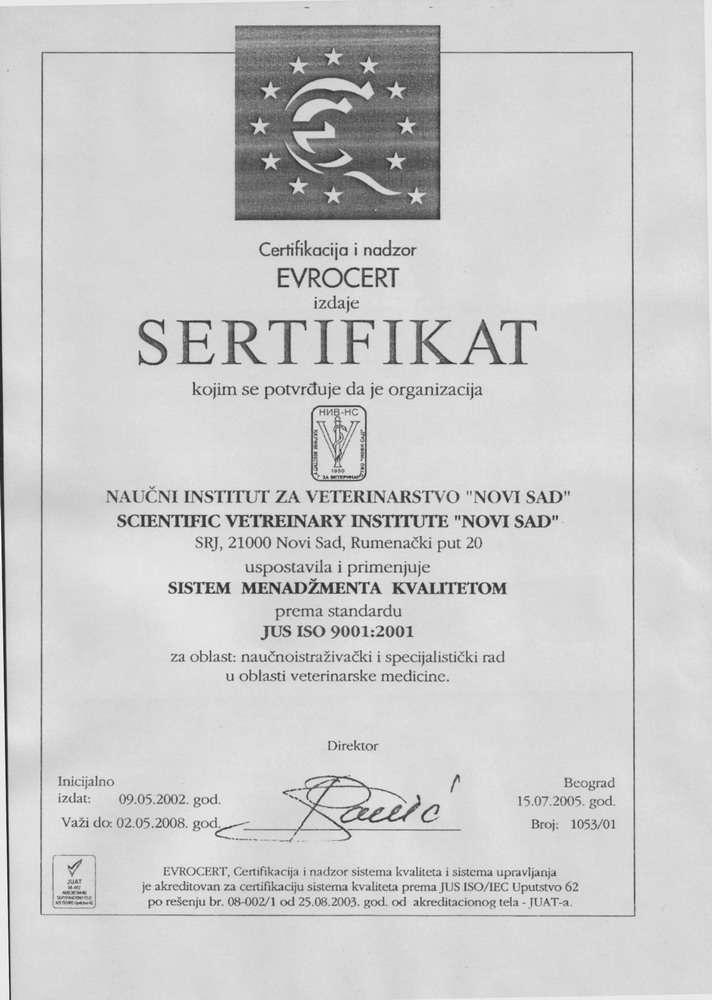 Certifikacija i nadzor
EVROCERT
izdaje
SERTIFIKAT
kojim se potvrđuje da je organizacija
НИВ-НС
1950
ЗА ВЕТЕРИНАР
NAUČNI INSTITUT ZA VETERINARSTVO "NOVI SAD"
SCIENTIFIC VETREINARY INSTITUTE "NOVI SAD"
SRJ, 21000 Novi Sad, Rumenački put 20
uspostavila i primenjuje
SISTEM MENADŽMENTA KVALITETOM
prema standardu
JUS ISO 9001:2001
za oblast: naučnoistraživački i specijalistički rad
u oblasti veterinarske medicine.
Direktor
Inicijalno
izdat: 09.05.2002. god.
Važi do: 02.05.2008. god.
Beograd
15.07.2005. god.
Broj: 1053/01
JUAT
EVROCERT, Certifikacija i nadzor sistema kvaliteta i sistema upravljanja
je akreditovan za certifikaciju sistema kvaliteta prema JUS ISO/IEC Uputstvo 62
po rešenju br. 08-002/1 od 25.08.2003. god. od akreditacionog tela - JUAT-a.